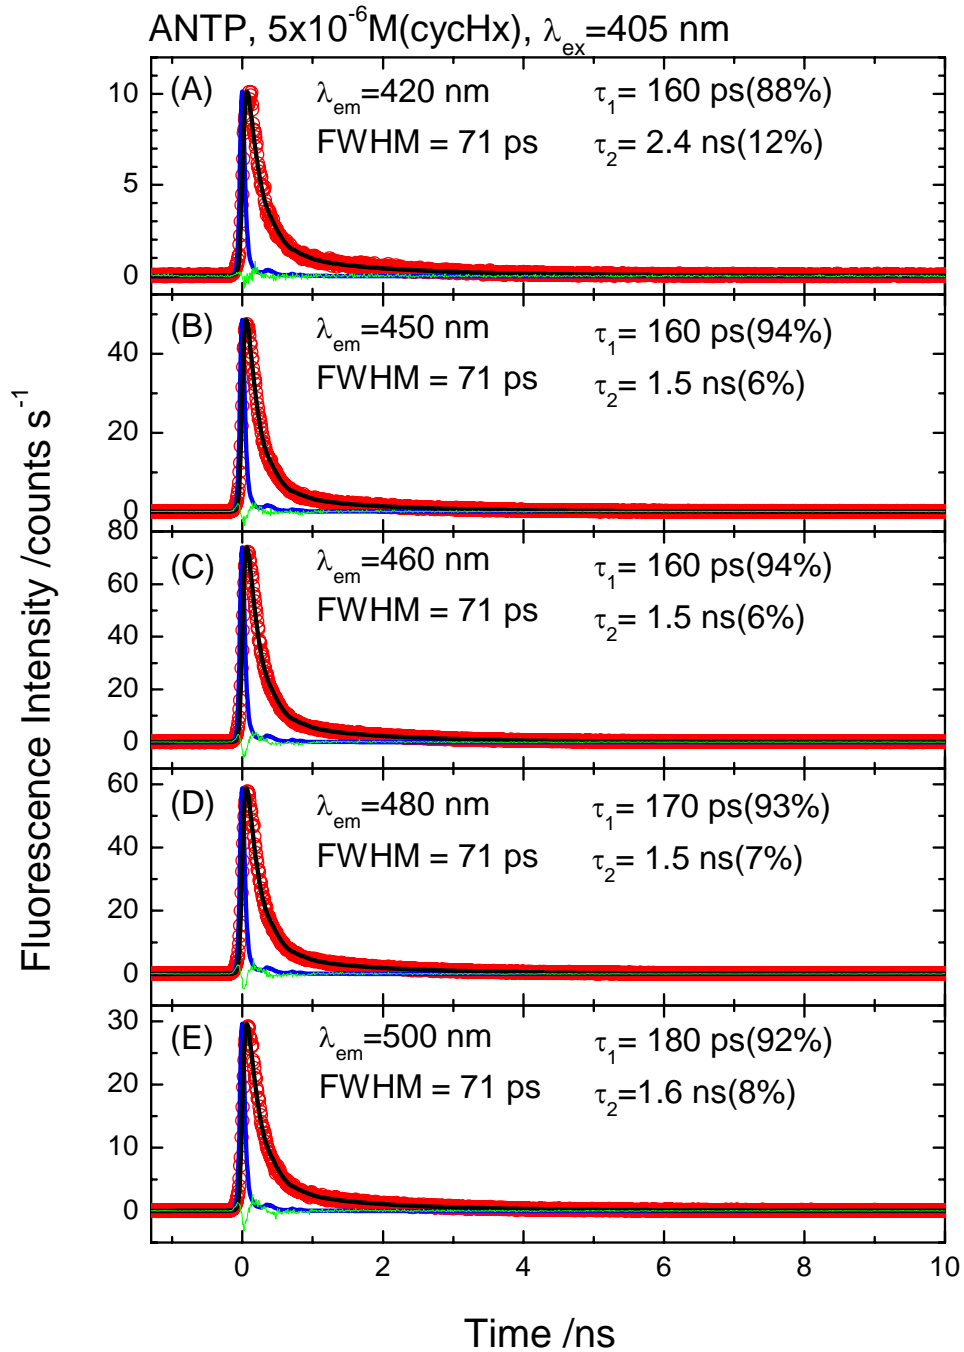 ANTP, 5x10⁻⁶M(cycHx), λex=405 nm
Fluorescence Intensity /counts s⁻¹
(A)
λem=420 nm
FWHM = 71 ps
τ1= 160 ps(88%)
τ2= 2.4 ns(12%)
10
5
0
(B)
λem=450 nm
FWHM = 71 ps
τ1= 160 ps(94%)
τ2= 1.5 ns(6%)
40
20
0
(C)
λem=460 nm
FWHM = 71 ps
τ1= 160 ps(94%)
τ2= 1.5 ns(6%)
80
60
40
20
0
(D)
λem=480 nm
FWHM = 71 ps
τ1= 170 ps(93%)
τ2= 1.5 ns(7%)
60
40
20
0
(E)
λem=500 nm
FWHM = 71 ps
τ1= 180 ps(92%)
τ2=1.6 ns(8%)
30
20
10
0
0 2 4 6 8 10
Time /ns